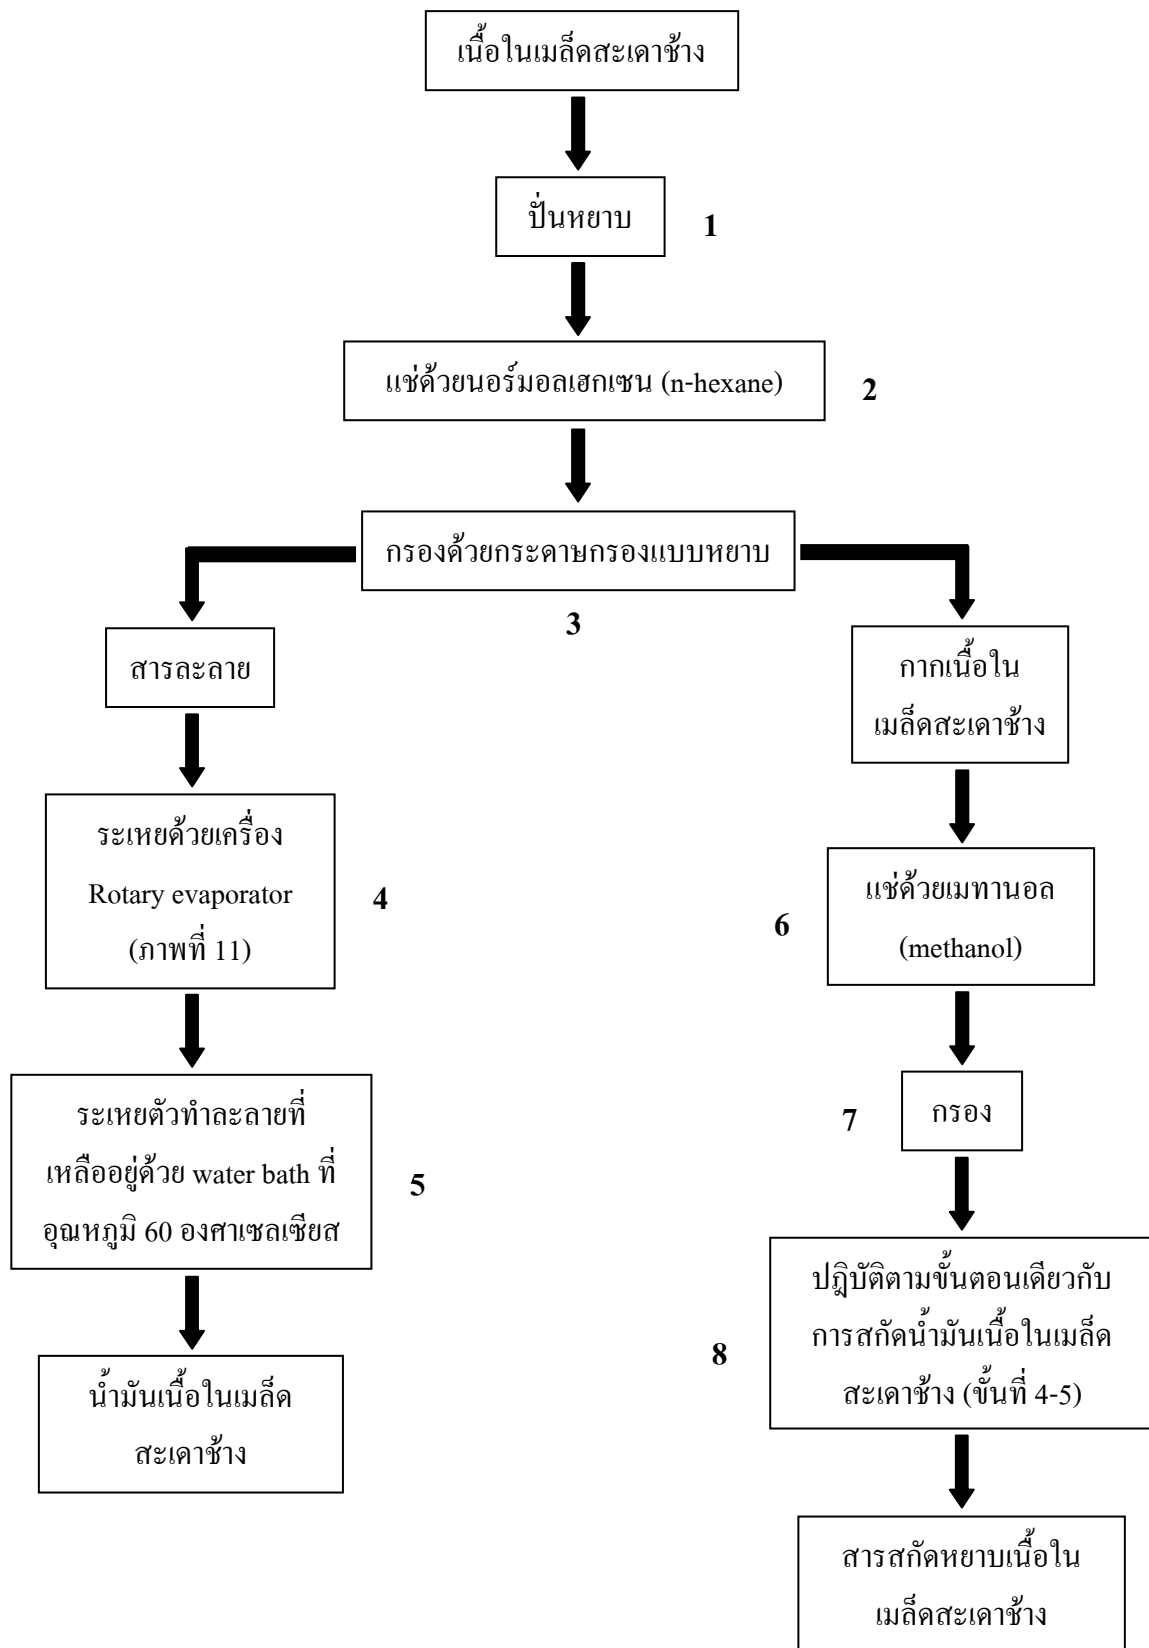 เนื้อในเมล็ดสะเดาช้าง
ปั่นหยาบ
1
แช่ด้วยนอร์มอลเฮกเซน (n-hexane)
2
กรองด้วยกระดาษกรองแบบหยาบ
3
สารละลาย
ระเหยด้วยเครื่อง
Rotary evaporator
(ภาพที่ 11)
4
ระเหยตัวทำละลายที่
เหลืออยู่ด้วย water bath ที่
อุณหภูมิ 60 องศาเซลเซียส
5
น้ำมันเนื้อในเมล็ด
สะเดาช้าง
กากเนื้อใน
เมล็ดสะเดาช้าง
แช่ด้วยเมทานอล
(methanol)
6
กรอง
7
ปฎิบัติตามขั้นตอนเดียวกับ
การสกัดน้ำมันเนื้อในเมล็ด
สะเดาช้าง (ขั้นที่ 4-5)
8
สารสกัดหยาบเนื้อใน
เมล็ดสะเดาช้าง